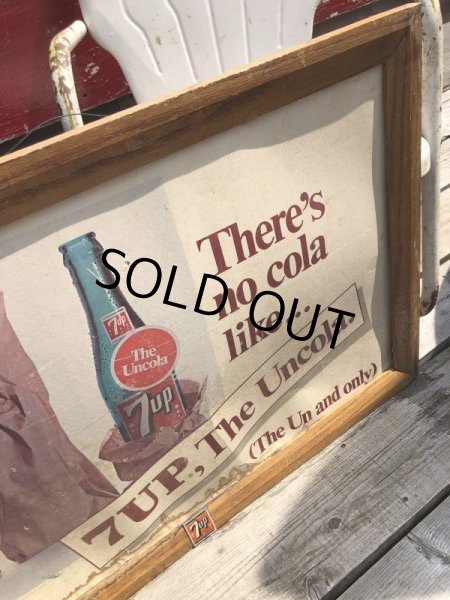 There's
no cola
like...
SOLD OUT
7up
The
Uncola
7up
7UP, The Uncola.
(The Un and only)
7up